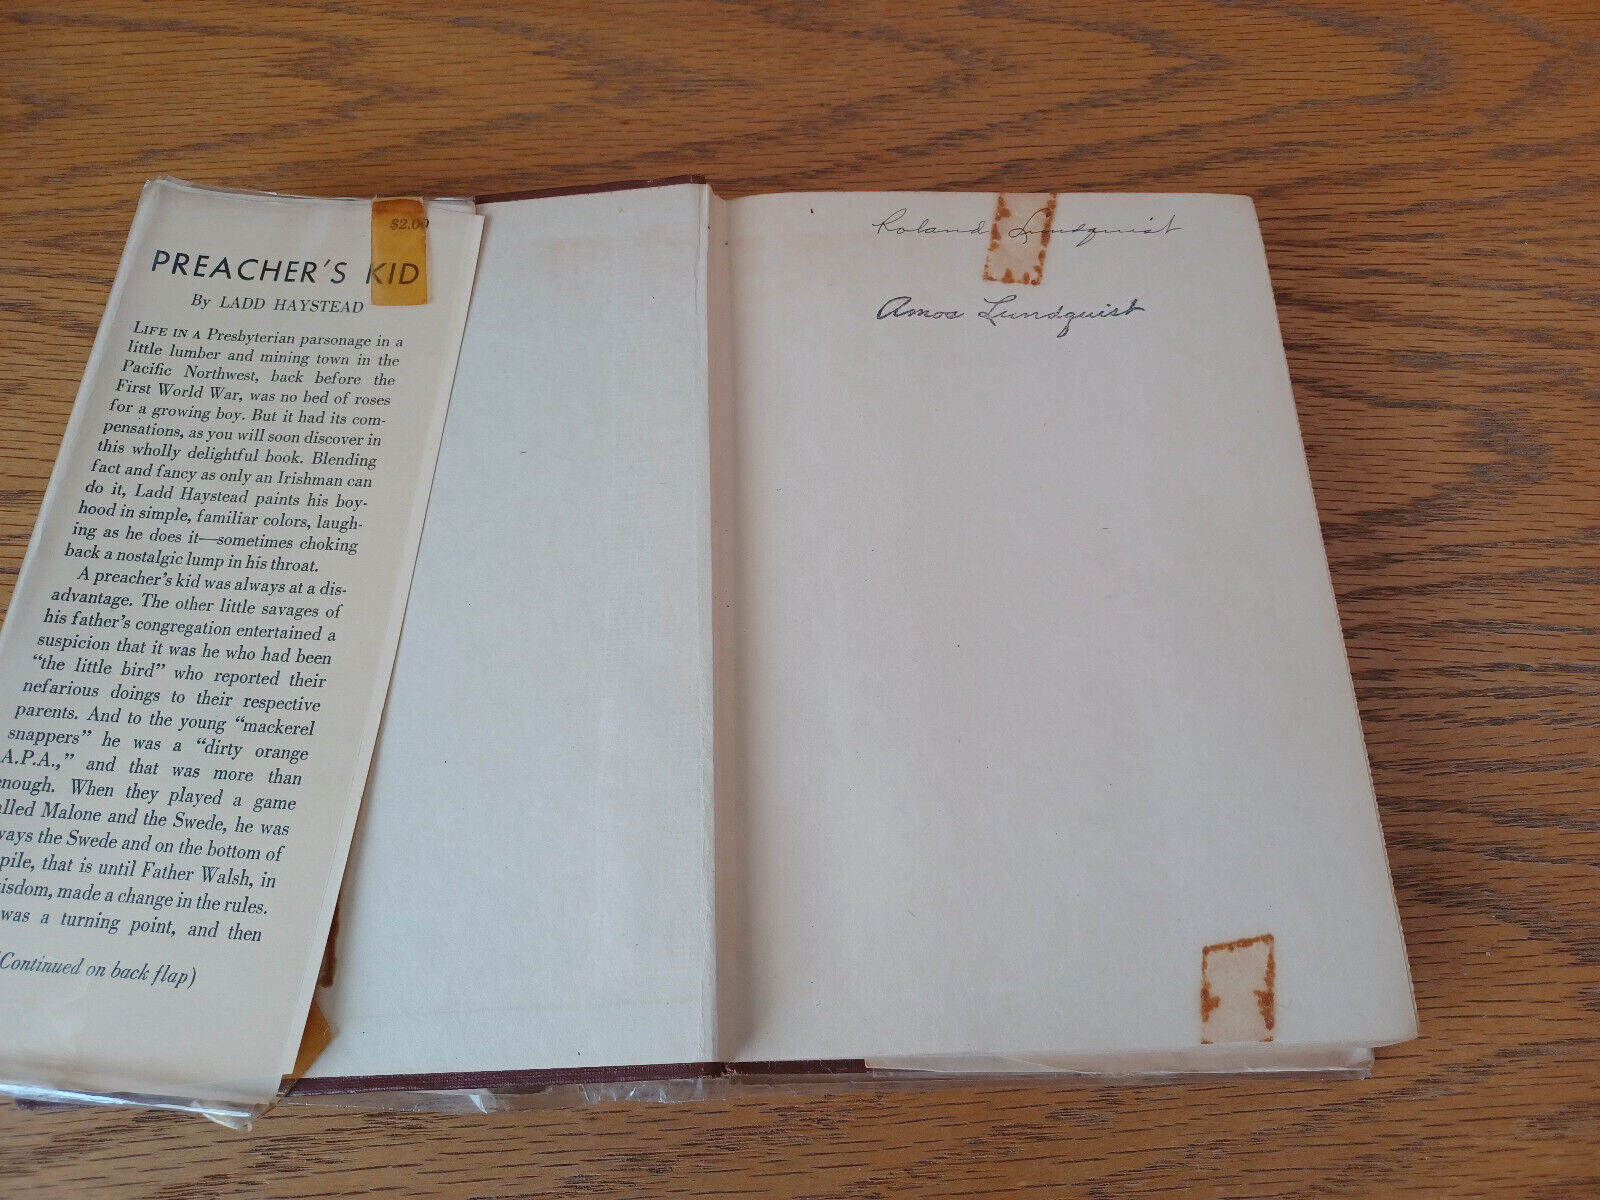 $2.00
PREACHER'S KID
By LADD HAYSTEAD
LIFE IN A Presbyterian parsonage in a
little lumber and mining town in the
Pacific Northwest, back before the
First World War, was no bed of roses
for a growing boy. But it had its com-
pensations, as you will soon discover in
this wholly delightful book. Blending
fact and fancy as only an Irishman can
do it, Ladd Haystead paints his boy-
hood in simple, familiar colors, laugh-
ing as he does it—sometimes choking
back a nostalgic lump in his throat.
A preacher's kid was always at a dis-
advantage. The other little savages of
his father's congregation entertained a
suspicion that it was he who had been
"the little bird" who reported their
nefarious doings to their respective
parents. And to the young "mackerel
snappers" he was a "dirty orange
A.P.A.," and that was more than
enough. When they played a game
alled Malone and the Swede, he was
ways the Swede and on the bottom of
pile, that is until Father Walsh, in
isdom, made a change in the rules.
was a turning point, and then
(Continued on back flap)
Roland Lundquist
Amos Lundquist